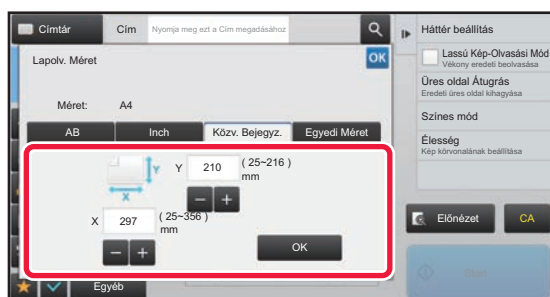 Címtár
Cím
Nyomja meg ezt a Cím megadásához
Lapolv. Méret
OK
Méret: A4
AB
Inch
Közv. Bejegyz.
Egyedi Méret
Y
Y 210 ( 25~216 ) mm
X
X 297 ( 25~356 ) mm
OK
Egyéb
Háttér beállítás
Lassú Kép-Olvasási Mód
Vékony eredeti beolvasása
Üres oldal Átugrás
Eredeti üres oldal kihagyása
Színes mód
Élesség
Kép körvonalának beállítása
Előnézet
CA
Start